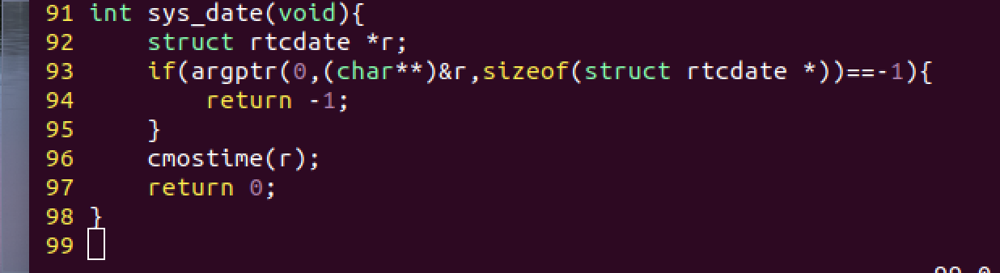 91 int sys_date(void){
92     struct rtcdate *r;
93     if(argptr(0,(char**)&r,sizeof(struct rtcdate *))==-1){
94         return -1;
95     }
96     cmostime(r);
97     return 0;
98 }
99